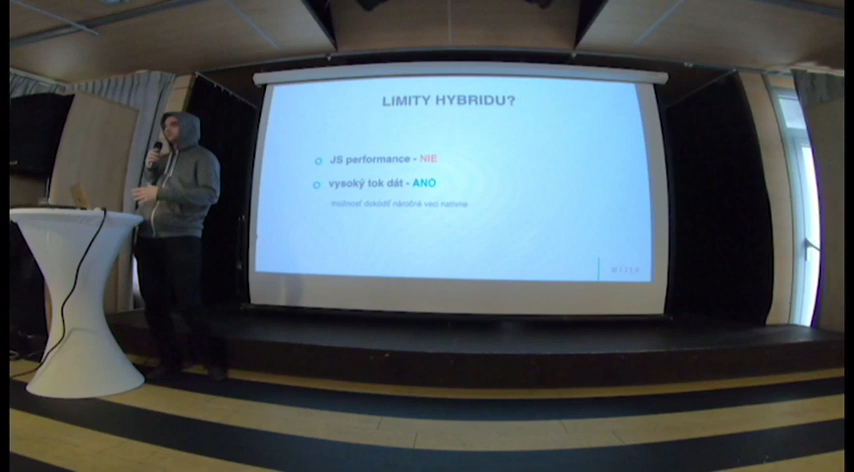 LIMITY HYBRIDU?
JS performance - NIE
vysoký tok dát - ANO
možnosť dokódiť náročné veci natívne